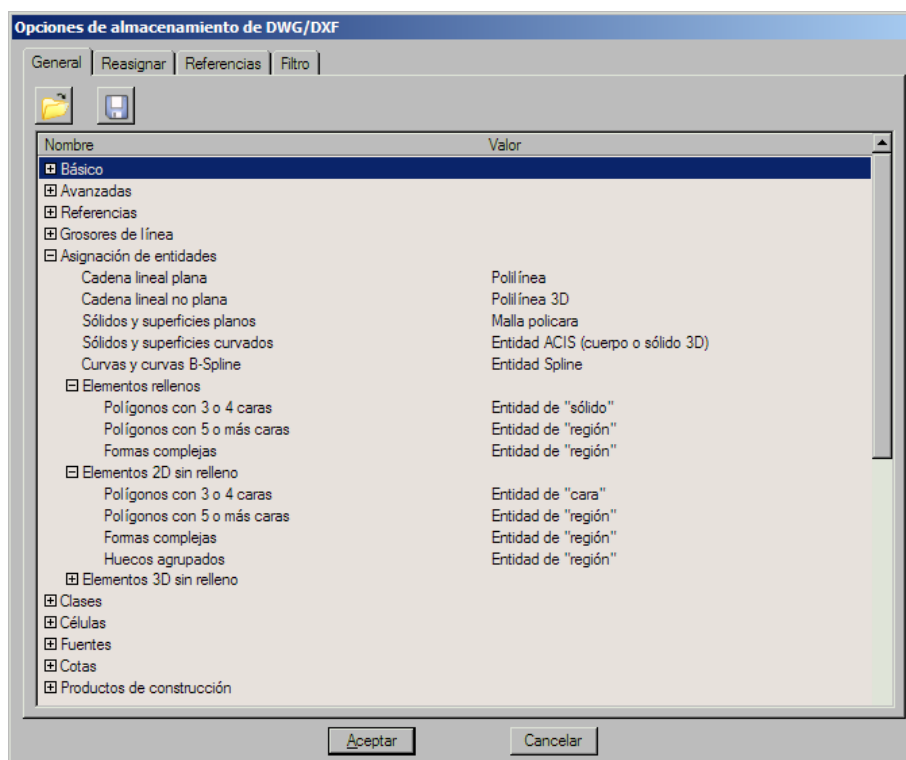 Opciones de almacenamiento de DWG/DXF
General Reasignar Referencias Filtro
Nombre Valor
Básico
Avanzadas
Referencias
Grosores de línea
Asignación de entidades
Cadena lineal plana Polilínea
Cadena lineal no plana Polilínea 3D
Sólidos y superficies planos Malla policara
Sólidos y superficies curvados Entidad ACIS (cuerpo o sólido 3D)
Curvas y curvas B-Spline Entidad Spline
Elementos rellenos
Polígonos con 3 o 4 caras Entidad de "sólido"
Polígonos con 5 o más caras Entidad de "región"
Formas complejas Entidad de "región"
Elementos 2D sin relleno
Polígonos con 3 o 4 caras Entidad de "cara"
Polígonos con 5 o más caras Entidad de "región"
Formas complejas Entidad de "región"
Huecos agrupados Entidad de "región"
Elementos 3D sin relleno
Clases
Células
Fuentes
Cotas
Productos de construcción
Aceptar Cancelar